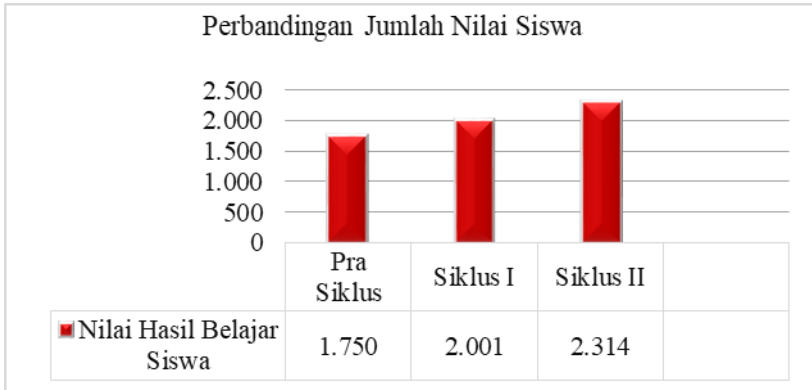 Perbandingan Jumlah Nilai Siswa
2.500
2.000
1.500
1.000
500
0
Pra
Siklus
Siklus I
Siklus II
Nilai Hasil Belajar
Siswa
1.750
2.001
2.314